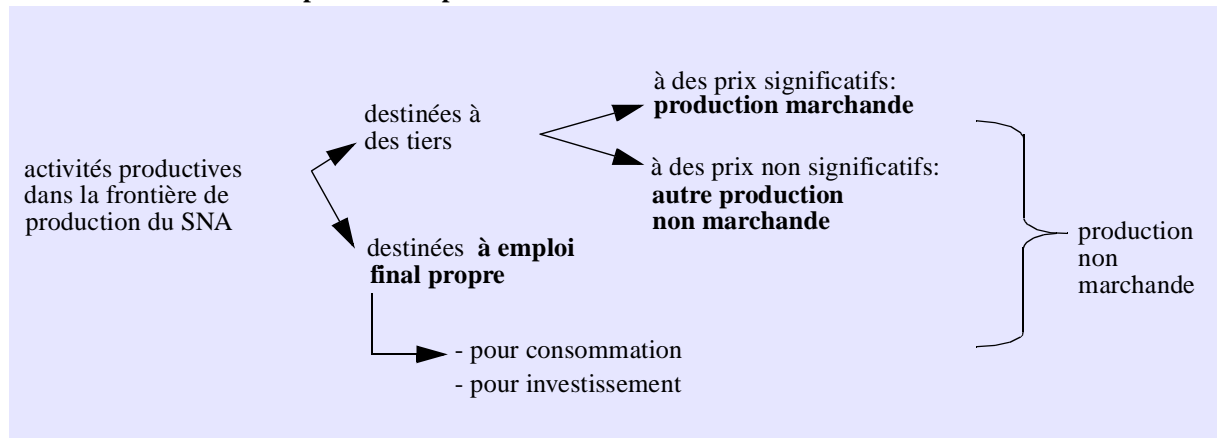 à des prix significatifs:
production marchande
destinées à
des tiers
à des prix non significatifs:
autre production
non marchande
activités productives
dans la frontière de
production du SNA
destinées à emploi
final propre
production
non
marchande
- pour consommation
- pour investissement